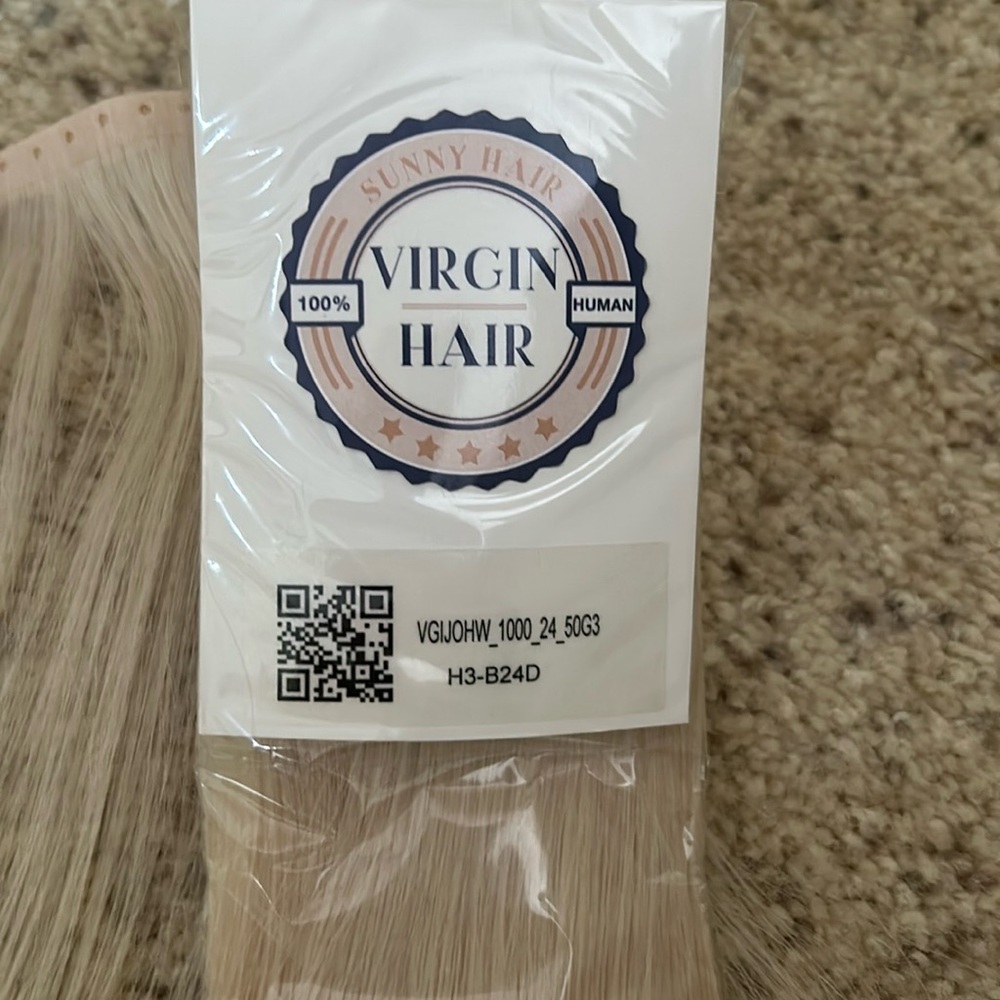 SUNNY HAIR
VIRGIN
100%
HUMAN
HAIR
VGIJOHW_1000_24_50G3
H3-B24D